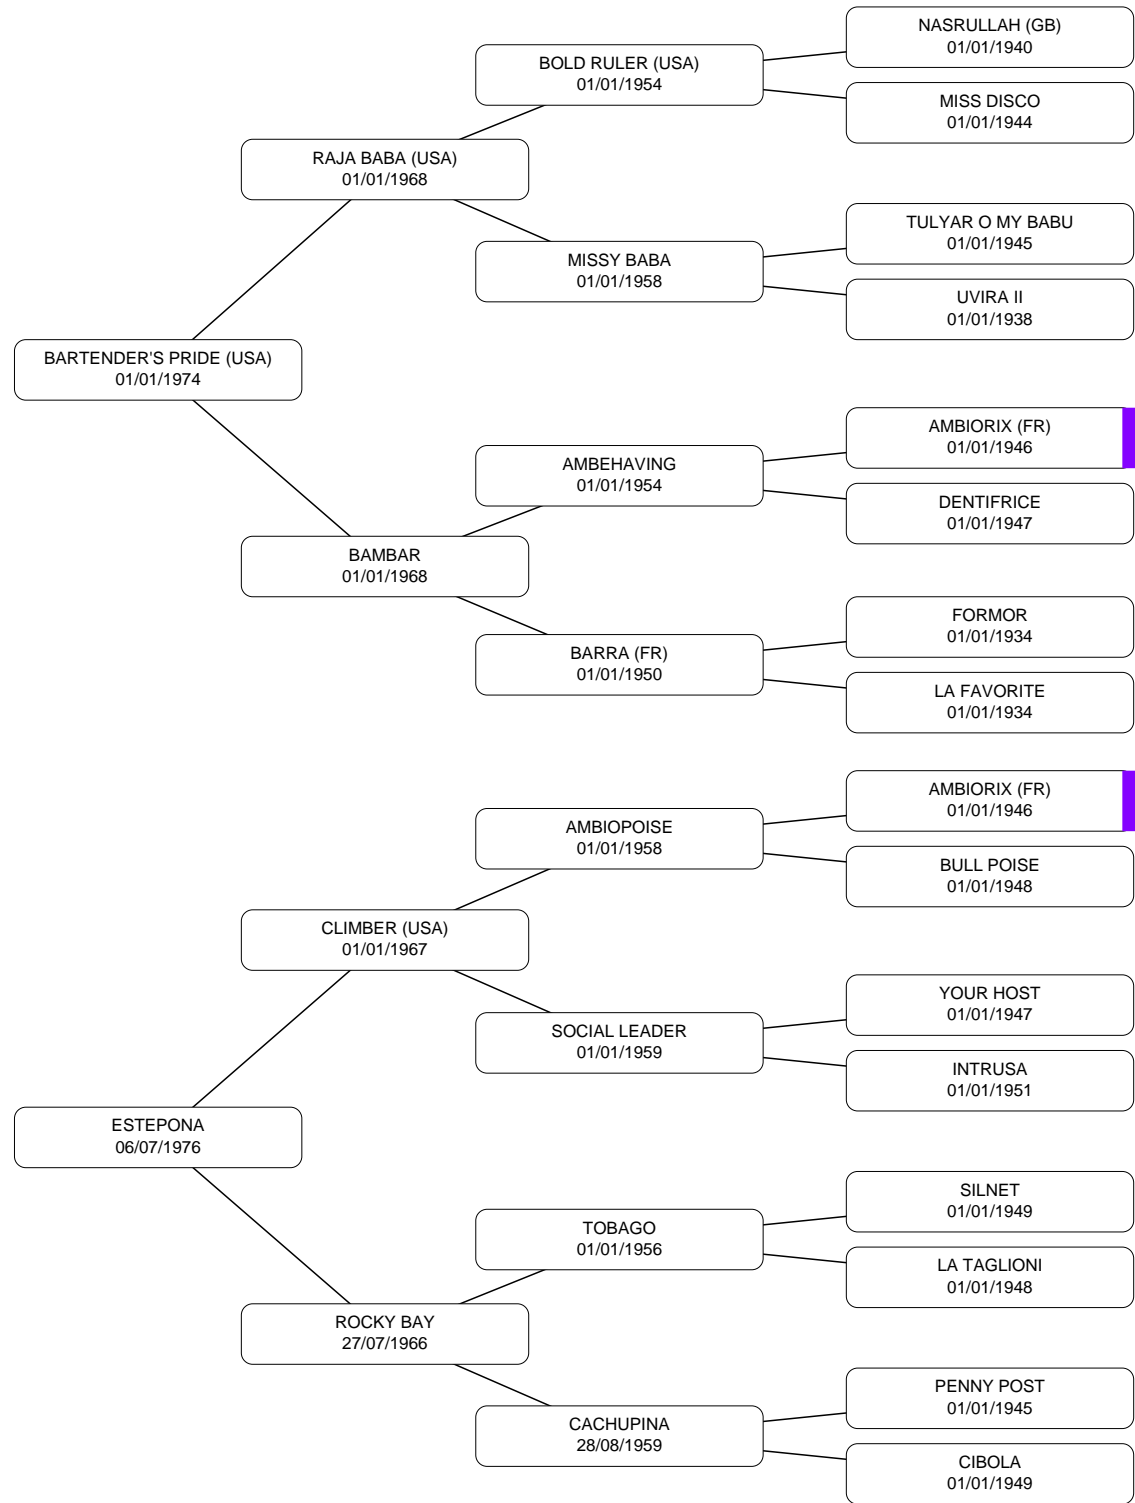 NASRULLAH (GB)
01/01/1940
BOLD RULER (USA)
01/01/1954
MISS DISCO
01/01/1944
RAJA BABA (USA)
01/01/1968
TULYAR O MY BABU
01/01/1945
MISSY BABA
01/01/1958
UVIRA II
01/01/1938
BARTENDER'S PRIDE (USA)
01/01/1974
AMBIORIX (FR)
01/01/1946
AMBEHAVING
01/01/1954
DENTIFRICE
01/01/1947
BAMBAR
01/01/1968
FORMOR
01/01/1934
BARRA (FR)
01/01/1950
LA FAVORITE
01/01/1934
AMBIORIX (FR)
01/01/1946
AMBIOPOISE
01/01/1958
BULL POISE
01/01/1948
CLIMBER (USA)
01/01/1967
YOUR HOST
01/01/1947
SOCIAL LEADER
01/01/1959
INTRUSA
01/01/1951
ESTEPONA
06/07/1976
SILNET
01/01/1949
TOBAGO
01/01/1956
LA TAGLIONI
01/01/1948
ROCKY BAY
27/07/1966
PENNY POST
01/01/1945
CACHUPINA
28/08/1959
CIBOLA
01/01/1949